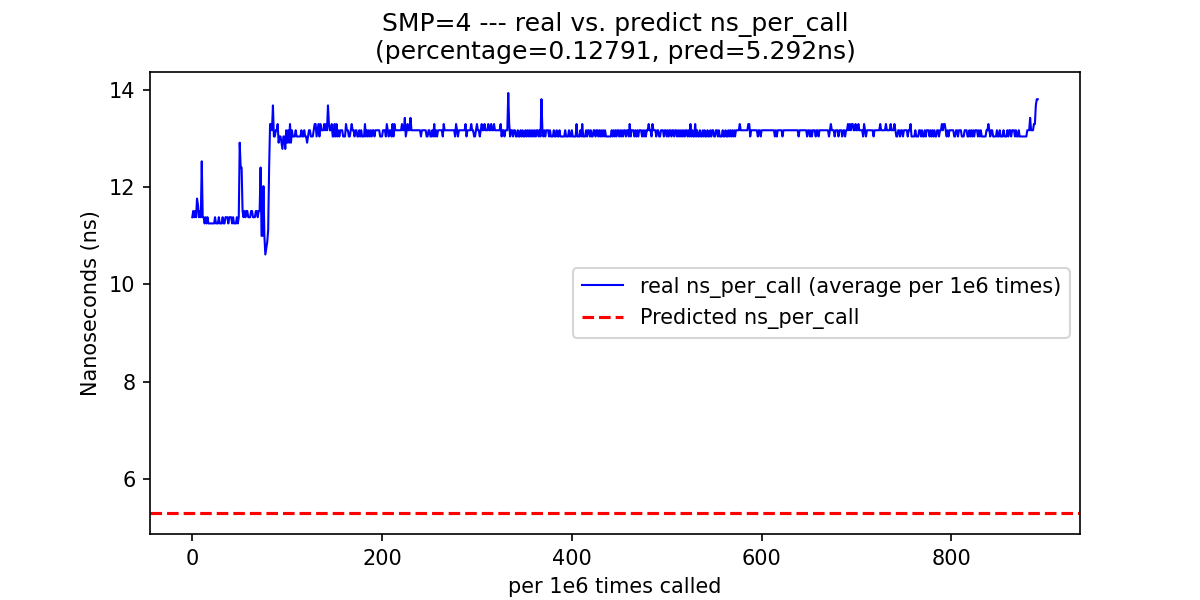 SMP=4 --- real vs. predict ns_per_call
(percentage=0.12791, pred=5.292ns)
14
12
10
8
6
Nanoseconds (ns)
real ns_per_call (average per 1e6 times)
Predicted ns_per_call
0 200 400 600 800
per 1e6 times called